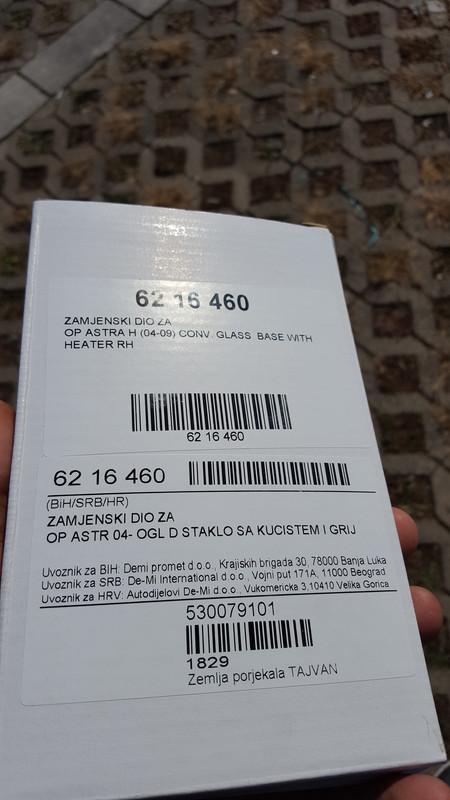 62 16 460
ZAMJENSKI DIO ZA
OP ASTRA H (04-09) CONV. GLASS BASE WITH
HEATER RH
62 16 460
62 16 460
(BiH/SRB/HR)
ZAMJENSKI DIO ZA
OP ASTR 04- OGL D STAKLO SA KUCISTEM I GRIJ
Uvoznik za BIH: Demi promet d.o.o., Krajiskih brigada 30, 78000 Banja Luka
Uvoznik za SRB: De-Mi International d.o.o., Vojni put 171A, 11000 Beograd
Uvoznik za HRV: Autodijelovi De-Mi d.o.o., Vukomericka 3,10410 Velika Gorica
530079101
1829
Zemlja porjekala TAJVAN